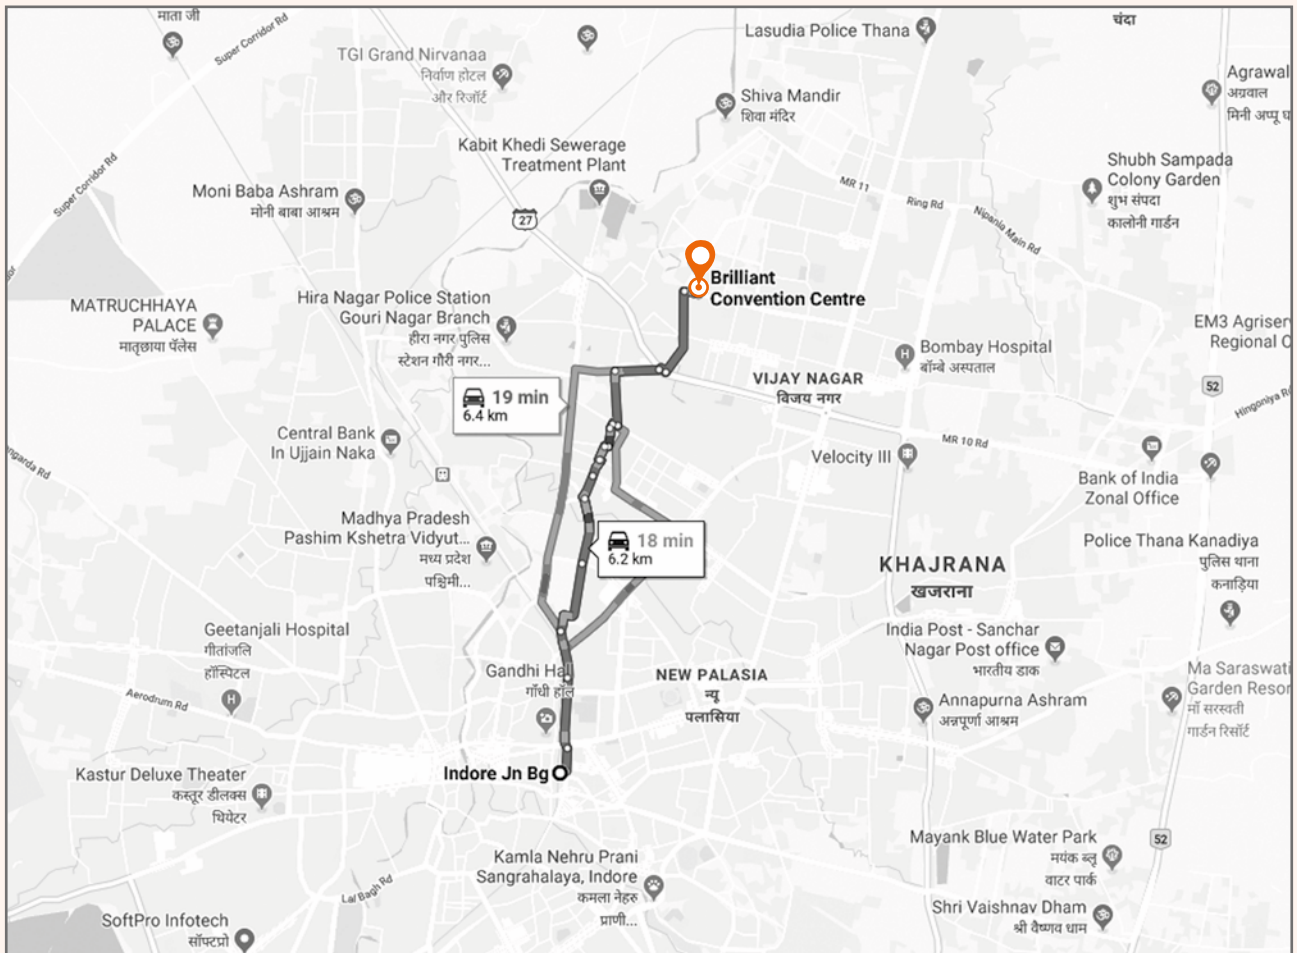 माता जी
Super Corridor Rd
TGI Grand Nirvanaa
निर्वाण होटल
और रिजॉर्ट
Lasudia Police Thana
चंदा
Agrawal
अग्रवाल
मिनी अप्पू
Shiva Mandir
शिवा मंदिर
Kabit Khedi Sewerage
Treatment Plant
Super Corridor Rd
Moni Baba Ashram
मोनी बाबा आश्रम
27
MR 11
Ring Rd
Nipania Main Rd
Shubh Sampada
Colony Garden
शुभ संपदा
कालोनी गार्डन
Brilliant
Convention Centre
MATRUCHHAYA
PALACE
मातृछाया पॅलेस
Hira Nagar Police Station
Gouri Nagar Branch
हीरा नगर पुलिस
स्टेशन गौरी नगर...
EM3 Agriser
Regional
Bombay Hospital
बॉम्बे अस्पताल
VIJAY NAGAR
विजय नगर
52
Hingoniya
19 min
6.4 km
Central Bank
In Ujjain Naka
MR 10 Rd
Velocity III
Bank of India
Zonal Office
ngarda Rd
Madhya Pradesh
Pashim Kshetra Vidyut...
मध्य प्रदेश
पश्चिमी...
18 min
6.2 km
Police Thana Kanadiya
पुलिस थाना
कनाड़िया
KHAJRANA
खजराना
India Post - Sanchar
Nagar Post office
भारतीय डाक
Geetanjali Hospital
गीतांजलि
हॉस्पिटल
Gandhi Hall
गाँधी हॉल
NEW PALASIA
न्यू
पलासिया
Ma Saraswati
Garden Resor
माँ सरस्वती
गार्डन रिसॉर्ट
Aerodrum Rd
Annapurna Ashram
अन्नपूर्णा आश्रम
Indore Jn Bg
Kastur Deluxe Theater
कस्तूर डीलक्स
थियेटर
Mayank Blue Water Park
मयंक ब्लू
वाटर पार्क
52
Kamla Nehru Prani
Sangrahalaya, Indore
कमला नेहरु
प्राणी...
Lal Bagh Rd
Shri Vaishnav Dham
श्री वैष्णव धाम
SoftPro Infotech
सॉफ्टप्रो